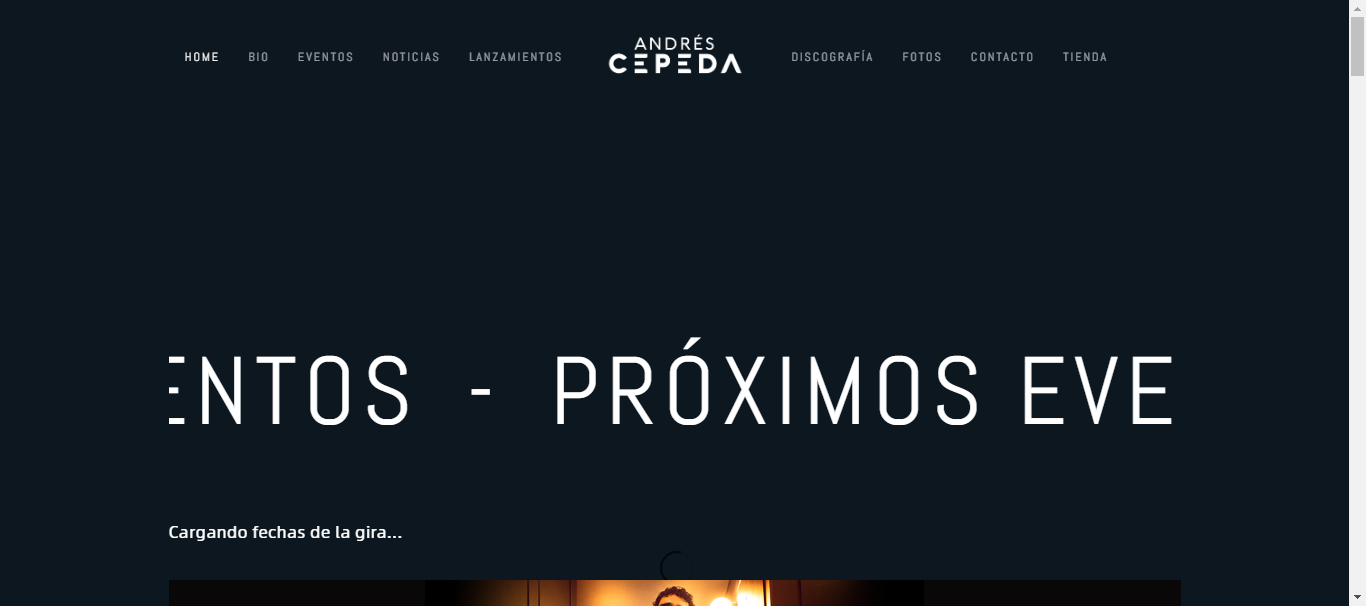 HOME BIO EVENTOS NOTICIAS LANZAMIENTOS
ANDRÉS
CEPEDA
DISCOGRAFÍA FOTOS CONTACTO TIENDA
ENTOS - PRÓXIMOS EVE
Cargando fechas de la gira...